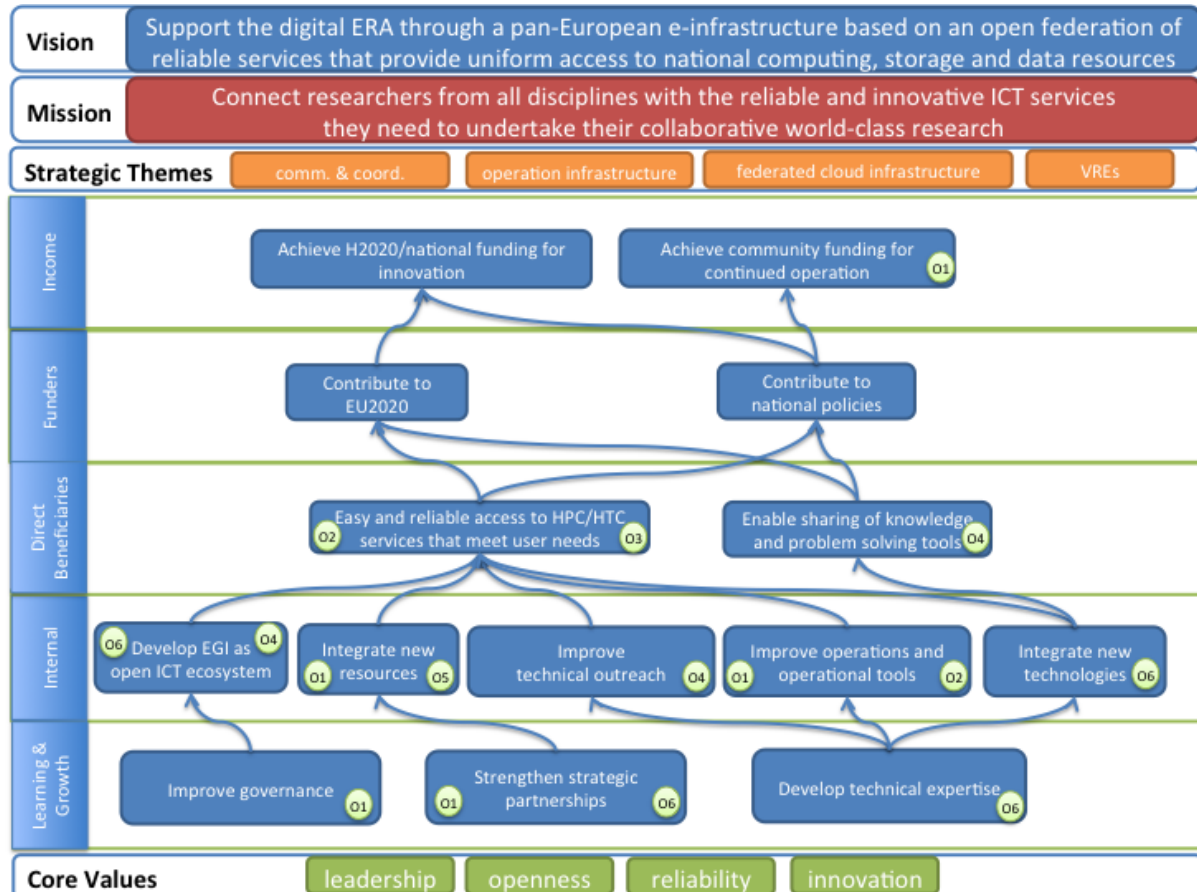 Vision
Support the digital ERA through a pan-European e-infrastructure based on an open federation of
reliable services that provide uniform access to national computing, storage and data resources
Mission
Connect researchers from all disciplines with the reliable and innovative ICT services
they need to undertake their collaborative world-class research
Strategic Themes
comm. & coord.
operation infrastructure
federated cloud infrastructure
VREs
Income
Achieve H2020/national funding for
innovation
Achieve community funding for
continued operation
O1
Funders
Contribute to
EU2020
Contribute to
national policies
Direct
Beneficiaries
Easy and reliable access to HPC/HTC
services that meet user needs
O2
O3
Enable sharing of knowledge
and problem solving tools
O4
Internal
O6
Develop EGI as
open ICT ecosystem
O4
Integrate new
resources
O1
O5
Improve
technical outreach
O4
Improve operations and
operational tools
O1
O2
Integrate new
technologies
O6
Learning &
Growth
Improve governance
O1
Strengthen strategic
partnerships
O1
O6
Develop technical expertise
O6
Core Values
leadership
openness
reliability
innovation